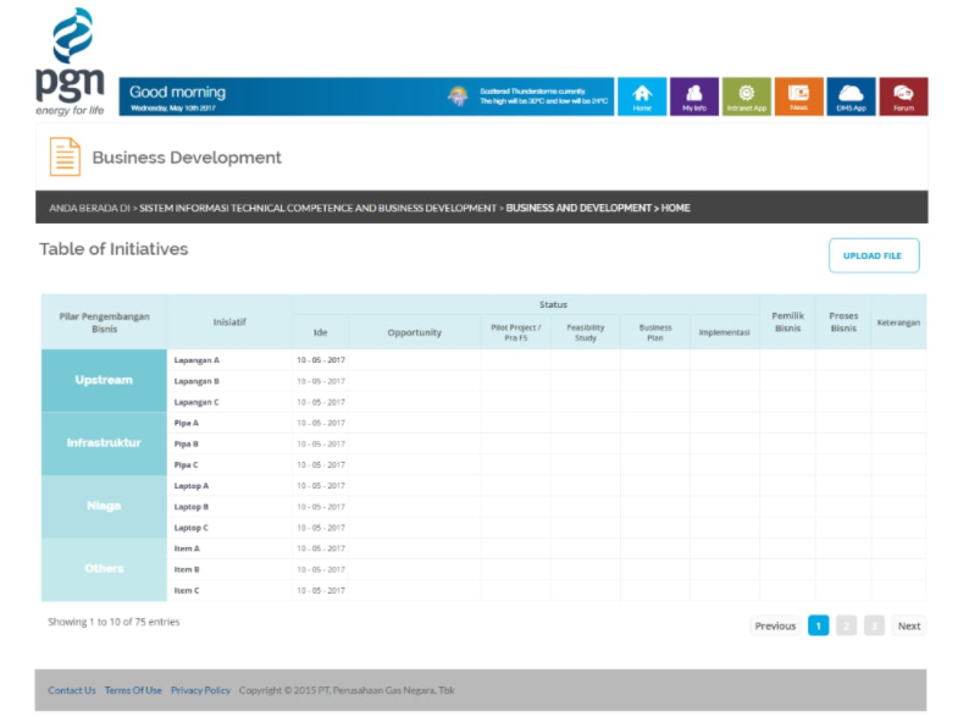 pgn
energy for life
Good morning
Wednesday, May 10th 2017
Scattered Thunderstorms currently.
The high will be 30°C and low will be 24°C
Home
My Info
Intranet App
News
DMS App
Forum
Business Development
ANDA BERADA DI > SISTEM INFORMASI TECHNICAL COMPETENCE AND BUSINESS DEVELOPMENT > BUSINESS AND DEVELOPMENT > HOME
Table of Initiatives
UPLOAD FILE
Pilar Pengembangan
Bisnis
Inisiatif
Status
Ide
Opportunity
Pilot Project /
Pra FS
Feasibility
Study
Business
Plan
Implementasi
Pemilik
Bisnis
Proses
Bisnis
Keterangan
Upstream
Lapangan A 10 - 05 - 2017
Lapangan B 10 - 05 - 2017
Lapangan C 10 - 05 - 2017
Infrastruktur
Pipa A 10 - 05 - 2017
Pipa B 10 - 05 - 2017
Pipa C 10 - 05 - 2017
Niaga
Laptop A 10 - 05 - 2017
Laptop B 10 - 05 - 2017
Laptop C 10 - 05 - 2017
Others
Item A 10 - 05 - 2017
Item B 10 - 05 - 2017
Item C 10 - 05 - 2017
Showing 1 to 10 of 75 entries
Previous 1 2 3 Next
Contact Us Terms Of Use Privacy Policy Copyright © 2015 PT, Perusahaan Gas Negara, Tbk